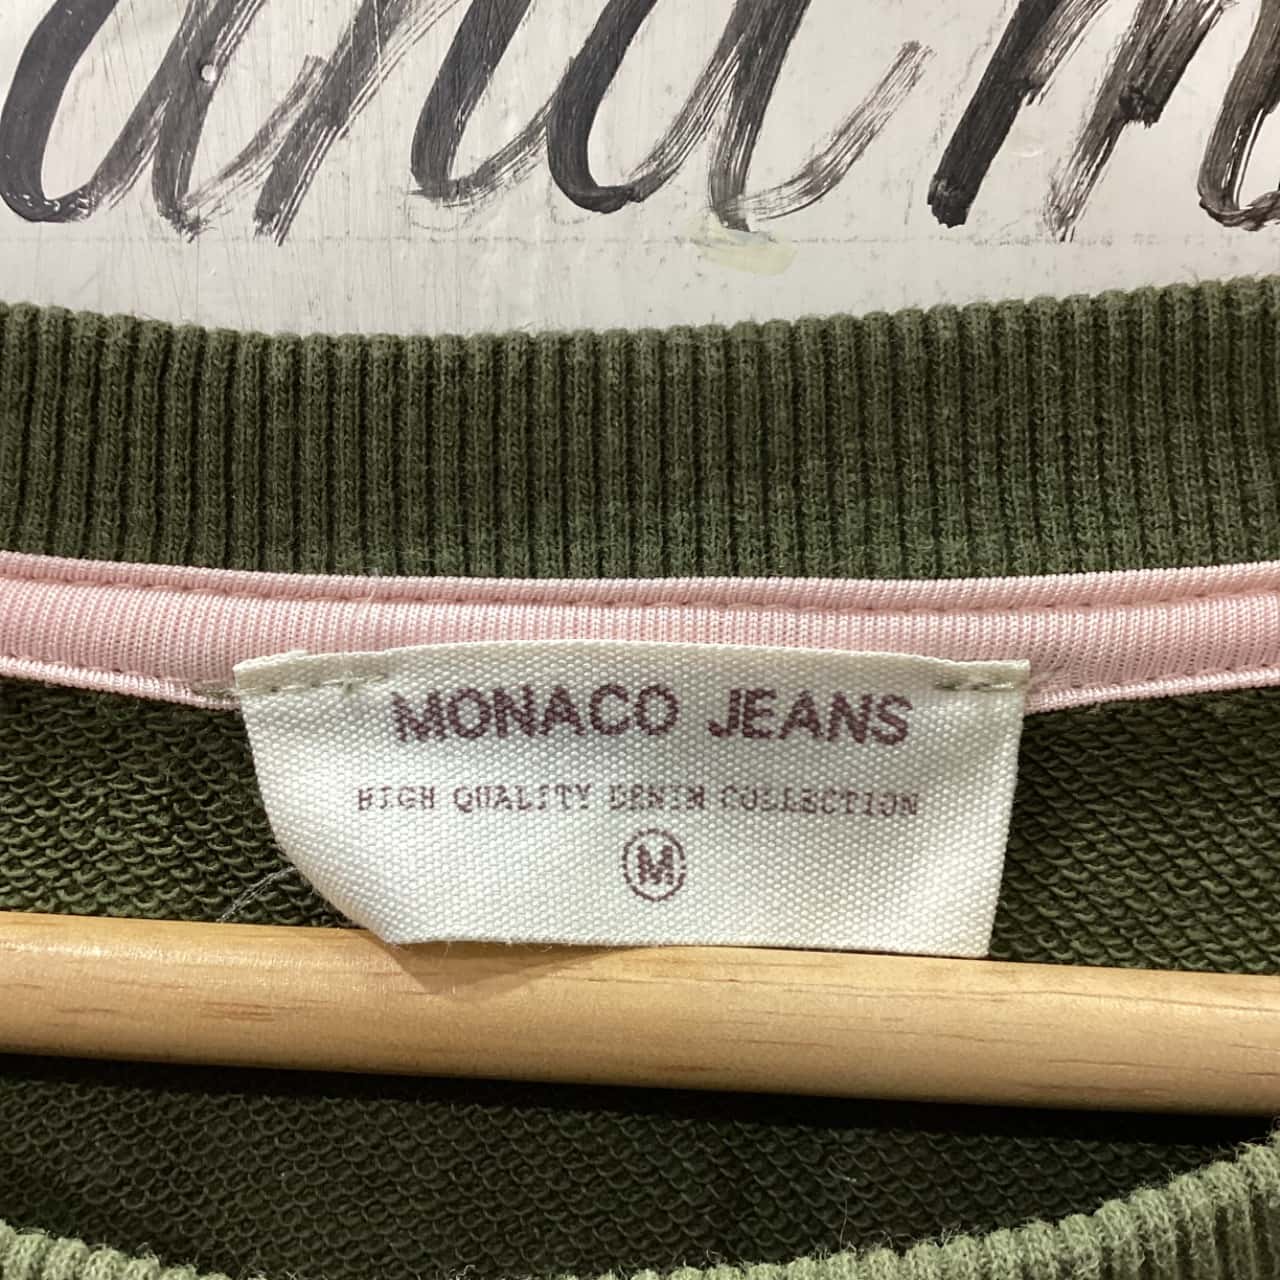 MONACO JEANS
HIGH QUALITY DENIM COLLECTION
M